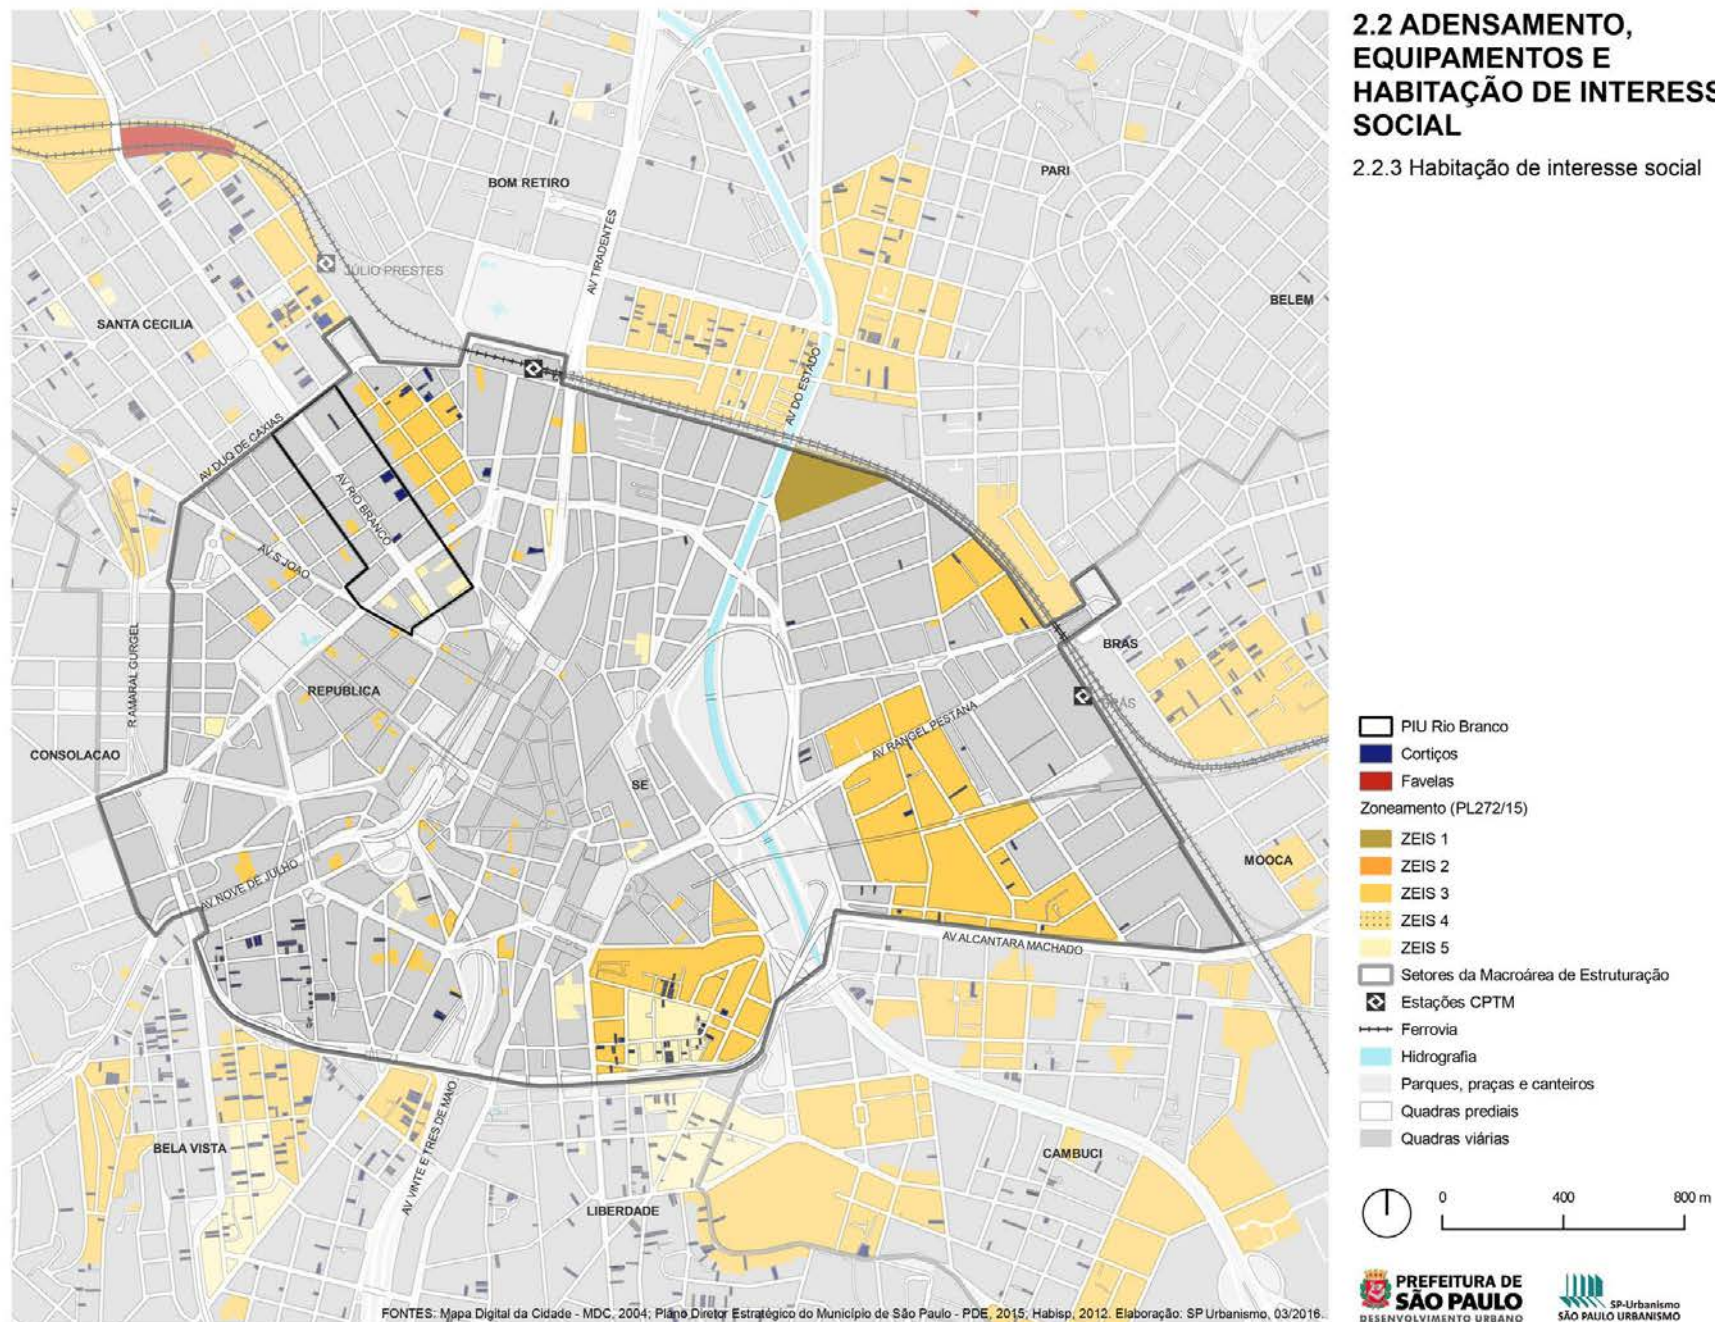 2.2 ADENSAMENTO,
EQUIPAMENTOS E
HABITAÇÃO DE INTERESS
SOCIAL
2.2.3 Habitação de interesse social
PARI
BOM RETIRO
AV TIRADENTES
JÚLIO PRESTES
BELEM
SANTA CECILIA
AV DO ESTADO
AV DUQ DE CAXIAS
AV RIO BRANCO
AV S JOAO
R AMARAL GURGEL
BRAS
REPUBLICA
BRÁS
CONSOLACAO
AV RANGEL PESTANA
SE
MOOCA
AV NOVE DE JULHO
AV ALCANTARA MACHADO
AV VINTE E TRES DE MAIO
BELA VISTA
CAMBUCI
LIBERDADE
PIU Rio Branco
Cortiços
Favelas
Zoneamento (PL272/15)
ZEIS 1
ZEIS 2
ZEIS 3
ZEIS 4
ZEIS 5
Setores da Macroárea de Estruturação
Estações CPTM
Ferrovia
Hidrografia
Parques, praças e canteiros
Quadras prediais
Quadras viárias
0 400 800 m
PREFEITURA DE
SÃO PAULO
DESENVOLVIMENTO URBANO
SP-Urbanismo
SÃO PAULO URBANISMO
FONTES: Mapa Digital da Cidade - MDC, 2004; Plano Diretor Estratégico do Município de São Paulo - PDE, 2015; Habisp, 2012. Elaboração: SP Urbanismo, 03/2016.